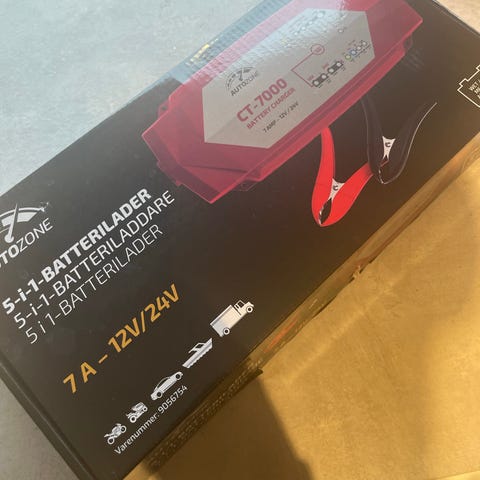 AUTOZONE
CT-7000
BATTERY CHARGER
7 AMP - 12V / 24V
5-i-1-BATTERILADER
5-i-1-BATTERILADDARE
5 i 1-BATTERILADER
7 A – 12V/24V
Varenummer: 9056754